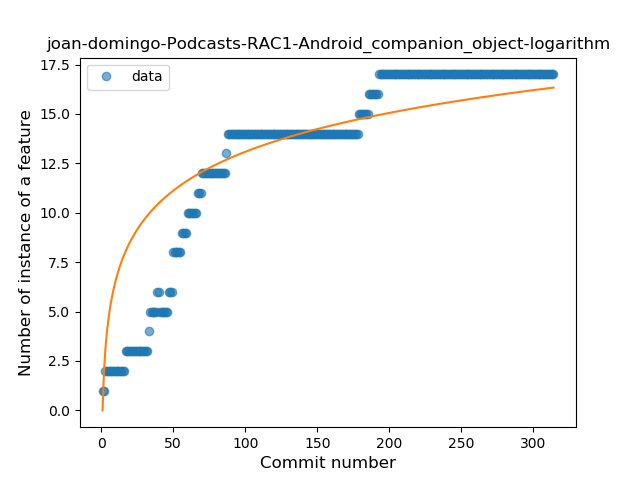 joan-domingo-Podcasts-RAC1-Android_companion_object-logarithm
data
Number of instance of a feature
17.5
15.0
12.5
10.0
7.5
5.0
2.5
0.0
0 50 100 150 200 250 300
Commit number